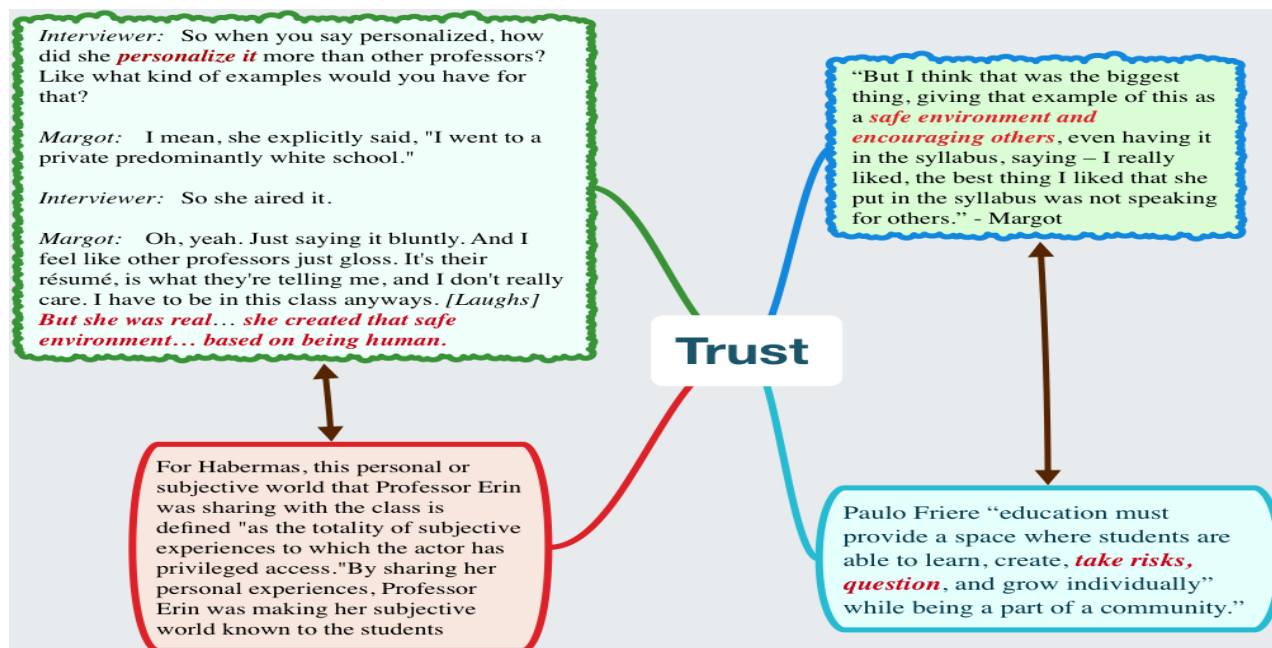 Interviewer: So when you say personalized, how
did she personalize it more than other professors?
Like what kind of examples would you have for
that?
Margot: I mean, she explicitly said, "I went to a
private predominantly white school."
Interviewer: So she aired it.
Margot: Oh, yeah. Just saying it bluntly. And I
feel like other professors just gloss. It's their
résumé, is what they're telling me, and I don't really
care. I have to be in this class anyways. [Laughs]
But she was real… she created that safe
environment… based on being human.
“But I think that was the biggest
thing, giving that example of this as
a safe environment and
encouraging others, even having it
in the syllabus, saying – I really
liked, the best thing I liked that she
put in the syllabus was not speaking
for others.” - Margot
Trust
For Habermas, this personal or
subjective world that Professor Erin
was sharing with the class is
defined "as the totality of subjective
experiences to which the actor has
privileged access."By sharing her
personal experiences, Professor
Erin was making her subjective
world known to the students
Paulo Friere “education must
provide a space where students are
able to learn, create, take risks,
question, and grow individually”
while being a part of a community.”